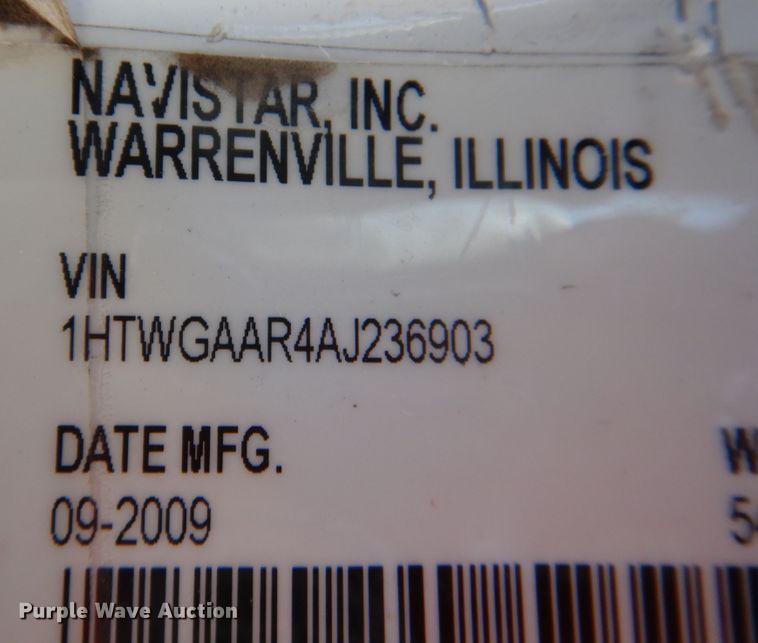 NAVISTAR, INC.
WARRENVILLE, ILLINOIS
VIN
1HTWGAAR4AJ236903
DATE MFG.
09-2009
Purple Wave Auction